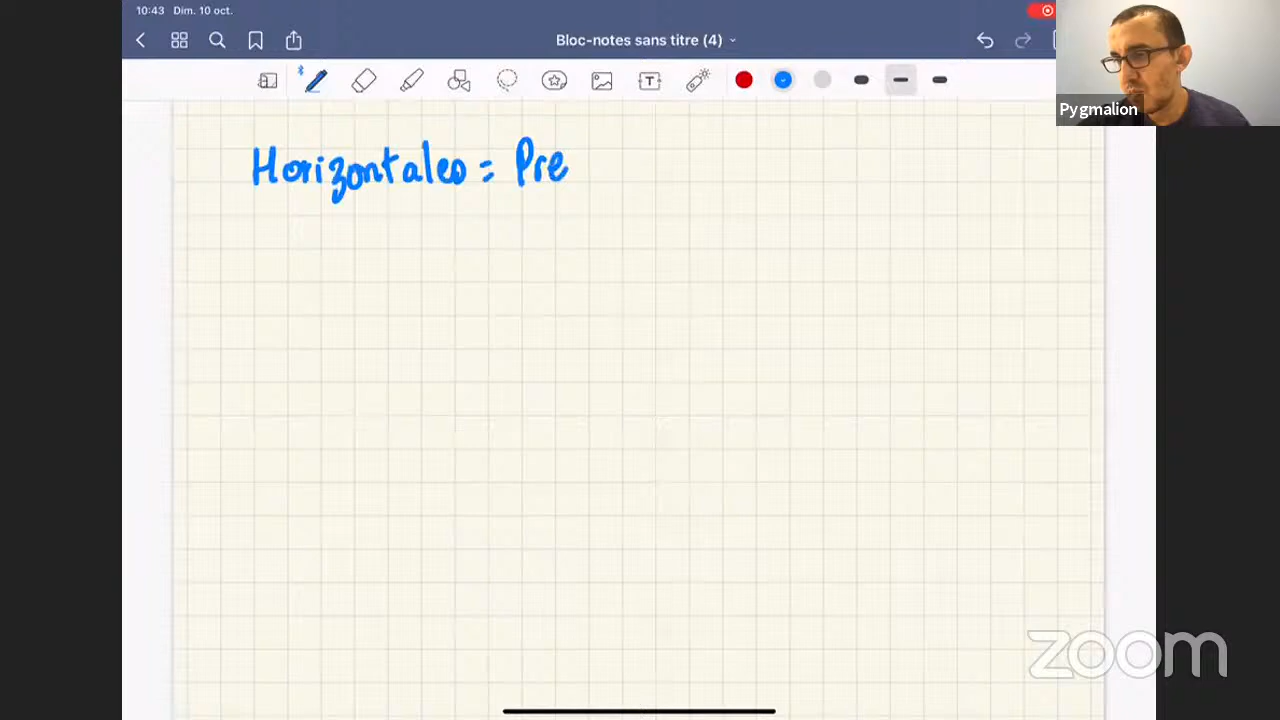 10:43 Dim. 10 oct.
Bloc-notes sans titre (4)
Pygmalion
Horizontales = Pre
zoom